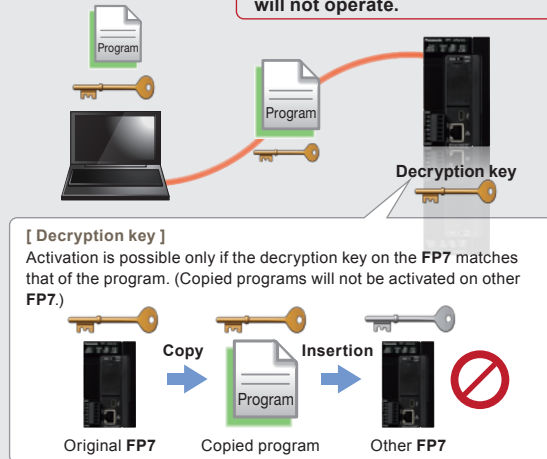 will not operate.
Program
Program
Decryption key
[ Decryption key ]
Activation is possible only if the decryption key on the FP7 matches
that of the program. (Copied programs will not be activated on other
FP7.)
Copy
Insertion
Program
Original FP7
Copied program
Other FP7